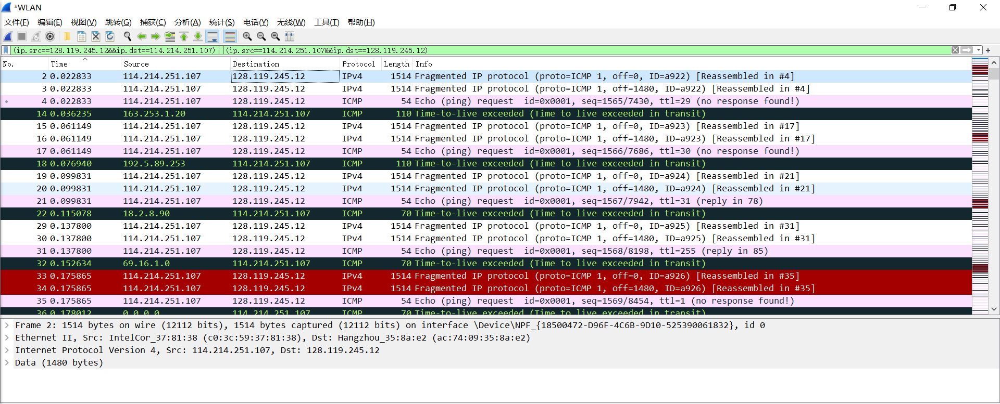 *WLAN
文件(F) 编辑(E) 视图(V) 跳转(G) 捕获(C) 分析(A) 统计(S) 电话(Y) 无线(W) 工具(T) 帮助(H)
(ip.src==128.119.245.12&&ip.dst==114.214.251.107)||(ip.src==114.214.251.107&&ip.dst==128.119.245.12)
No. Time Source Destination Protocol Length Info
2 0.022833 114.214.251.107 128.119.245.12 IPv4 1514 Fragmented IP protocol (proto=ICMP 1, off=0, ID=a922) [Reassembled in #4]
3 0.022833 114.214.251.107 128.119.245.12 IPv4 1514 Fragmented IP protocol (proto=ICMP 1, off=1480, ID=a922) [Reassembled in #4]
4 0.022833 114.214.251.107 128.119.245.12 ICMP 54 Echo (ping) request id=0x0001, seq=1565/7430, ttl=29 (no response found!)
14 0.036235 163.253.1.20 114.214.251.107 ICMP 110 Time-to-live exceeded (Time to live exceeded in transit)
15 0.061149 114.214.251.107 128.119.245.12 IPv4 1514 Fragmented IP protocol (proto=ICMP 1, off=0, ID=a923) [Reassembled in #17]
16 0.061149 114.214.251.107 128.119.245.12 IPv4 1514 Fragmented IP protocol (proto=ICMP 1, off=1480, ID=a923) [Reassembled in #17]
17 0.061149 114.214.251.107 128.119.245.12 ICMP 54 Echo (ping) request id=0x0001, seq=1566/7686, ttl=30 (no response found!)
18 0.076940 192.5.89.253 114.214.251.107 ICMP 110 Time-to-live exceeded (Time to live exceeded in transit)
19 0.099831 114.214.251.107 128.119.245.12 IPv4 1514 Fragmented IP protocol (proto=ICMP 1, off=0, ID=a924) [Reassembled in #21]
20 0.099831 114.214.251.107 128.119.245.12 IPv4 1514 Fragmented IP protocol (proto=ICMP 1, off=1480, ID=a924) [Reassembled in #21]
21 0.099831 114.214.251.107 128.119.245.12 ICMP 54 Echo (ping) request id=0x0001, seq=1567/7942, ttl=31 (reply in 78)
22 0.115078 18.2.8.90 114.214.251.107 ICMP 70 Time-to-live exceeded (Time to live exceeded in transit)
29 0.137800 114.214.251.107 128.119.245.12 IPv4 1514 Fragmented IP protocol (proto=ICMP 1, off=0, ID=a925) [Reassembled in #31]
30 0.137800 114.214.251.107 128.119.245.12 IPv4 1514 Fragmented IP protocol (proto=ICMP 1, off=1480, ID=a925) [Reassembled in #31]
31 0.137800 114.214.251.107 128.119.245.12 ICMP 54 Echo (ping) request id=0x0001, seq=1568/8198, ttl=255 (reply in 85)
32 0.152634 69.16.1.0 114.214.251.107 ICMP 70 Time-to-live exceeded (Time to live exceeded in transit)
33 0.175865 114.214.251.107 128.119.245.12 IPv4 1514 Fragmented IP protocol (proto=ICMP 1, off=0, ID=a926) [Reassembled in #35]
34 0.175865 114.214.251.107 128.119.245.12 IPv4 1514 Fragmented IP protocol (proto=ICMP 1, off=1480, ID=a926) [Reassembled in #35]
35 0.175865 114.214.251.107 128.119.245.12 ICMP 54 Echo (ping) request id=0x0001, seq=1569/8454, ttl=1 (no response found!)
36 0.178012 0.0.0.0 114.214.251.107 ICMP 70 Time-to-live exceeded (Time to live exceeded in transit)
Frame 2: 1514 bytes on wire (12112 bits), 1514 bytes captured (12112 bits) on interface \Device\NPF_{18500472-D96F-4C6B-9D10-525390061832}, id 0
Ethernet II, Src: IntelCor_37:81:38 (c0:3c:59:37:81:38), Dst: Hangzhou_35:8a:e2 (ac:74:09:35:8a:e2)
Internet Protocol Version 4, Src: 114.214.251.107, Dst: 128.119.245.12
Data (1480 bytes)